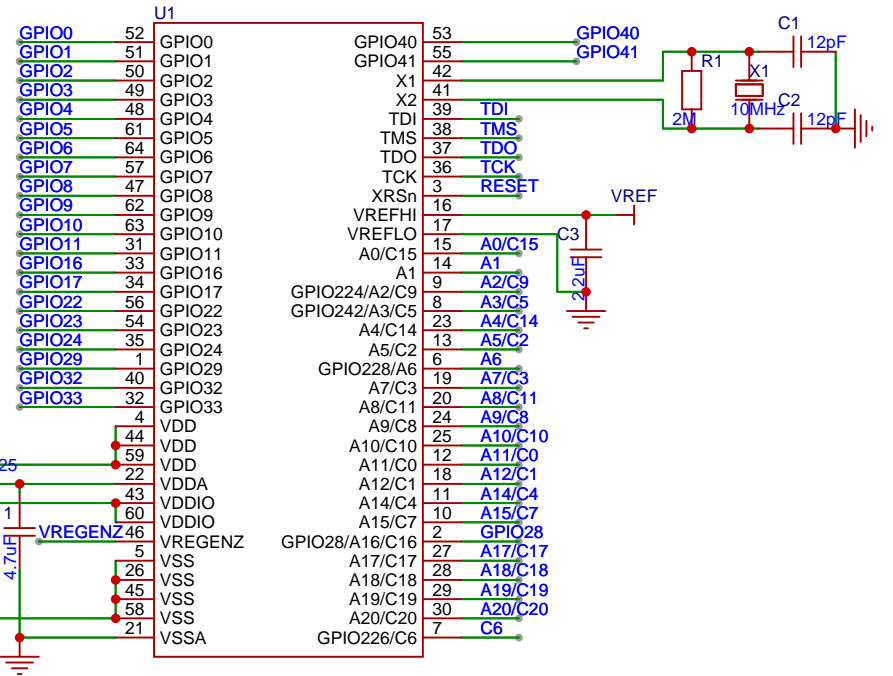 U1
GPIO0 52 GPIO0 GPIO40 53 GPIO40
GPIO1 51 GPIO1 GPIO41 55 GPIO41
GPIO2 50 GPIO2 X1 42
GPIO3 49 GPIO3 X2 41
GPIO4 48 GPIO4 TDI 39 TDI
GPIO5 61 GPIO5 TMS 38 TMS
GPIO6 64 GPIO6 TDO 37 TDO
GPIO7 57 GPIO7 TCK 36 TCK
GPIO8 47 GPIO8 XRSn 3 RESET
GPIO9 62 GPIO9 VREFHI 16 VREF
GPIO10 63 GPIO10 VREFLO 17
GPIO11 31 GPIO11 A0/C15 15 A0/C15
GPIO16 33 GPIO16 A1 14 A1
GPIO17 34 GPIO17 GPIO224/A2/C9 9 A2/C9
GPIO22 56 GPIO22 GPIO242/A3/C5 8 A3/C5
GPIO23 54 GPIO23 A4/C14 23 A4/C14
GPIO24 35 GPIO24 A5/C2 13 A5/C2
GPIO29 1 GPIO29 GPIO228/A6 6 A6
GPIO32 40 GPIO32 A7/C3 19 A7/C3
GPIO33 32 GPIO33 A8/C11 20 A8/C11
4 VDD A9/C8 24 A9/C8
44 VDD A10/C10 25 A10/C10
25 59 VDD A11/C0 12 A11/C0
22 VDDA A12/C1 18 A12/C1
43 VDDIO A14/C4 11 A14/C4
1 60 VDDIO A15/C7 10 A15/C7
VREGENZ 46 VREGENZ GPIO28/A16/C16 2 GPIO28
4.7uF 5 VSS A17/C17 27 A17/C17
26 VSS A18/C18 28 A18/C18
45 VSS A19/C19 29 A19/C19
58 VSS A20/C20 30 A20/C20
21 VSSA GPIO226/C6 7 C6
C1
12pF
R1
X1
10MHz
2M
C2
12pF
C3
2.2uF